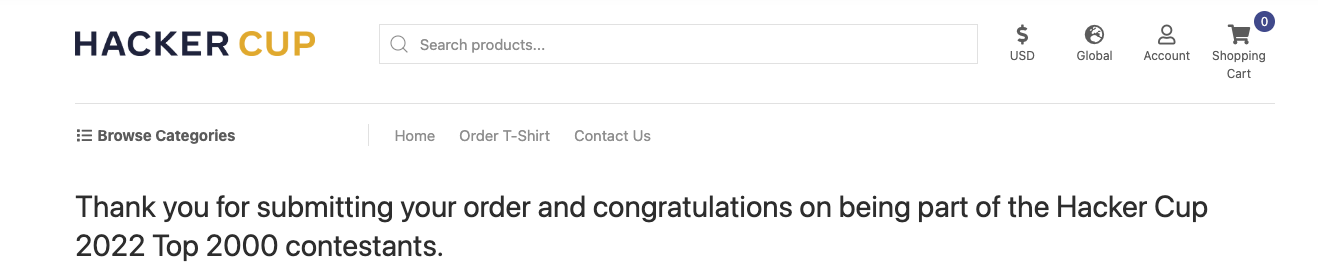 HACKER CUP
Search products...
0
USD
Global
Account
Shopping
Cart
Browse Categories
Home
Order T-Shirt
Contact Us
Thank you for submitting your order and congratulations on being part of the Hacker Cup
2022 Top 2000 contestants.